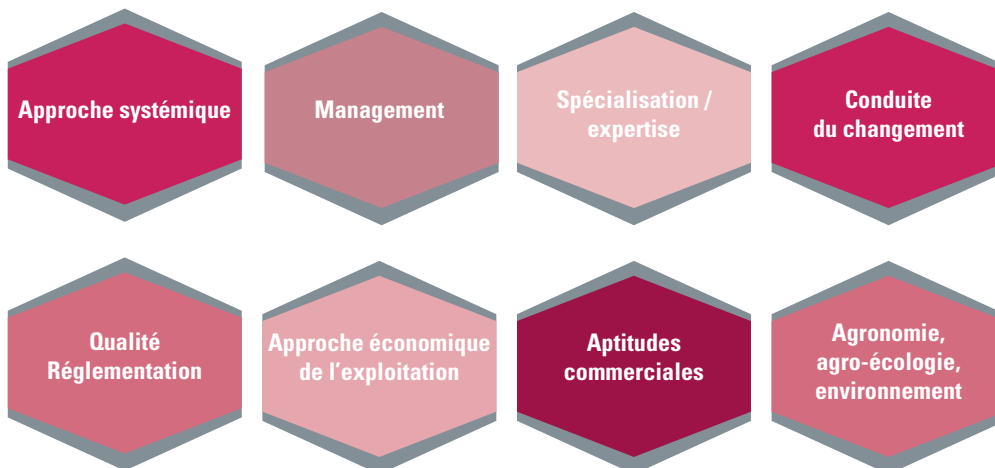 Approche systémique
Management
Spécialisation /
expertise
Conduite
du changement
Qualité
Réglementation
Approche économique
de l'exploitation
Aptitudes
commerciales
Agronomie,
agro-écologie,
environnement